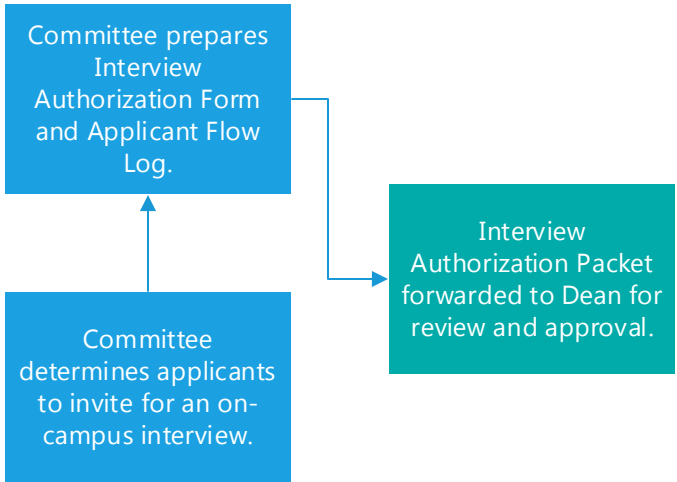 Committee prepares
Interview
Authorization Form
and Applicant Flow
Log.
Interview
Authorization Packet
forwarded to Dean for
review and approval.
Committee
determines applicants
to invite for an on-
campus interview.